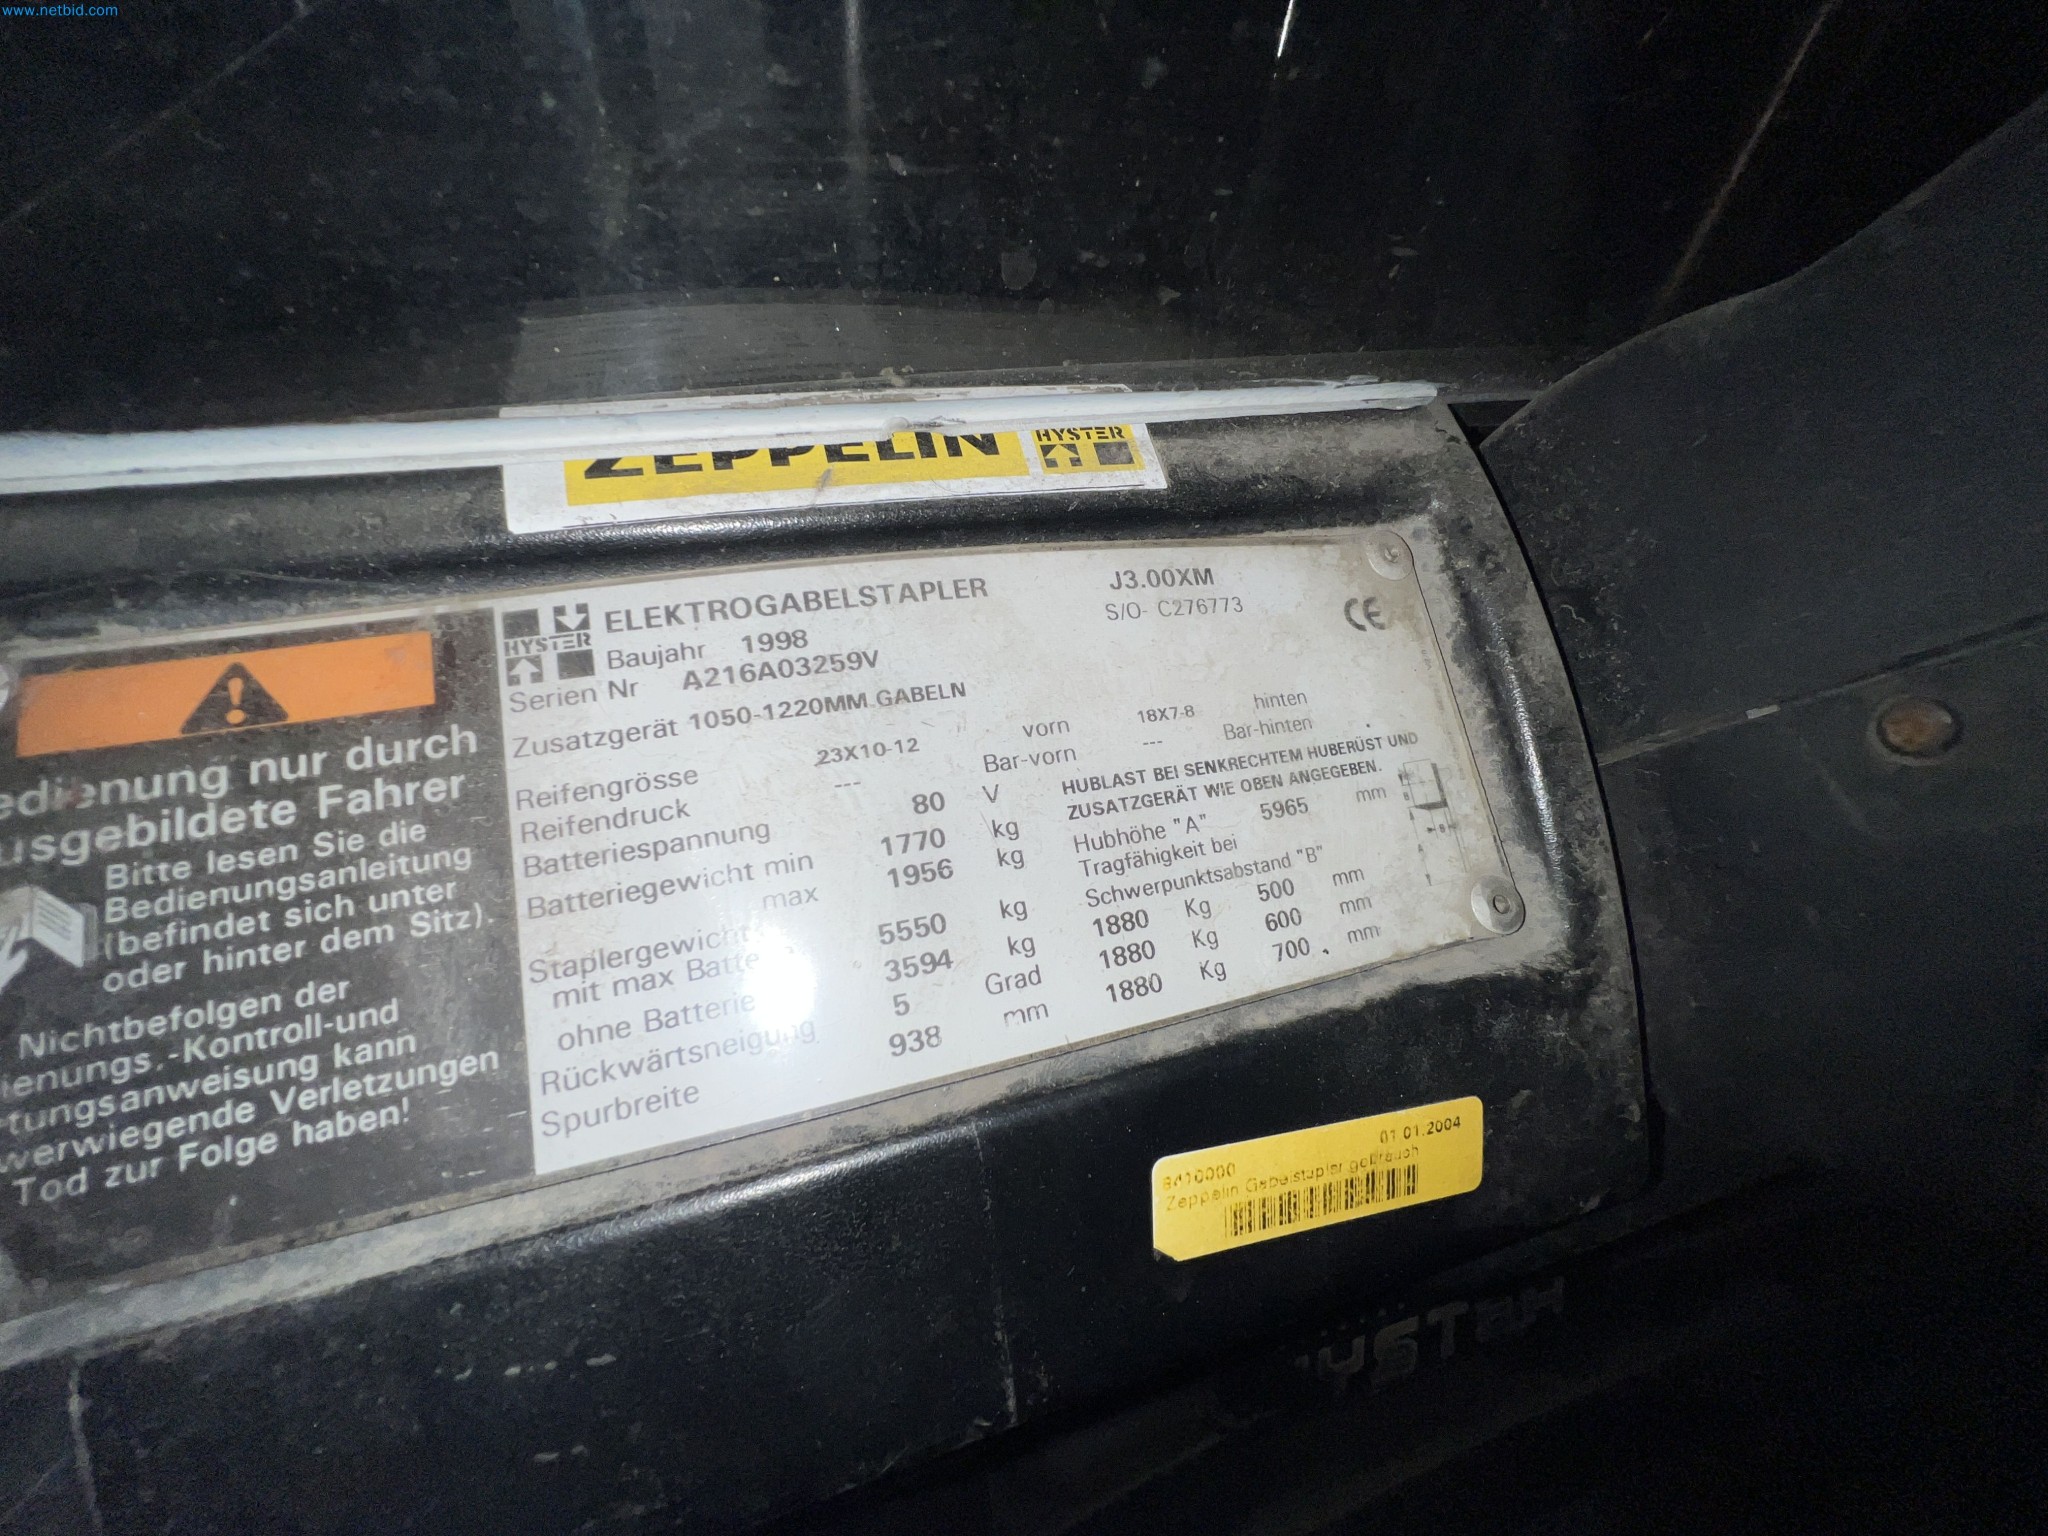 www.netbid.com
ZEPPELIN HYSTER
HYSTER
ELEKTROGABELSTAPLER J3.00XM
Baujahr 1998 S/O- C276773
CE
Serien Nr A216A03259V
Zusatzgerät 1050-1220MM GABELN
Reifengrösse 23X10-12 vorn 18X7-8 hinten
Reifendruck --- Bar-vorn --- Bar-hinten
Batteriespannung 80 V
Batteriegewicht min 1770 kg
max 1956 kg
Staplergewicht
mit max 5550 kg
ohne Batterie 3594 kg
Rückwärtsneigung 5 Grad
Spurbreite 938 mm
HUBLAST BEI SENKRECHTEM HUBERÜST UND
ZUSATZGERÄT WIE OBEN ANGEGEBEN.
Hubhöhe "A" 5965 mm
Tragfähigkeit bei
Schwerpunktsabstand "B"
1880 Kg 500 mm
1880 Kg 600 mm
1880 Kg 700 mm
edienung nur durch
usgebildete Fahrer
Bitte lesen Sie die
Bedienungsanleitung
(befindet sich unter
oder hinter dem Sitz).
Nichtbefolgen der
ienungs,-Kontroll-und
tungsanweisung kann
werwiegende Verletzungen
Tod zur Folge haben!
01.01.2004
Zeppelin Gabelstapler gebrauch
HYSTER